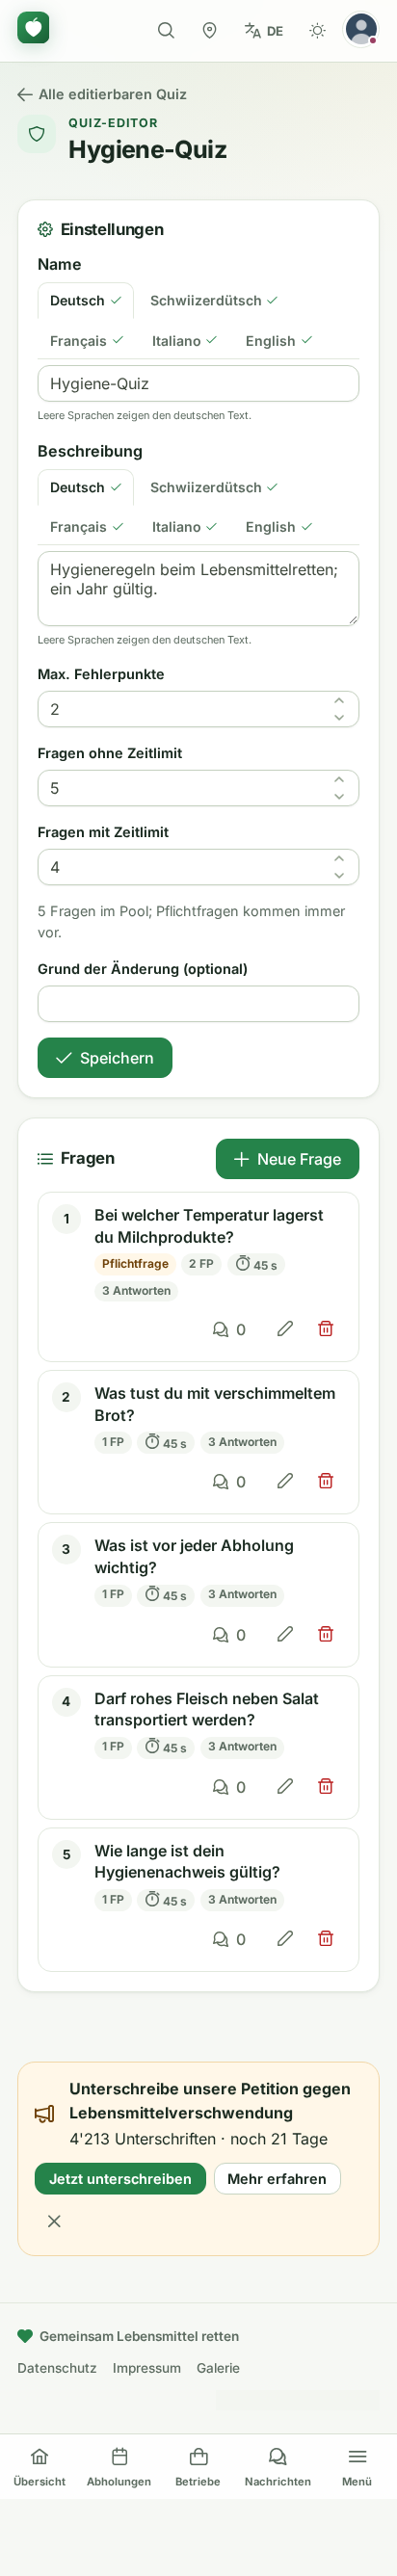 DE
Alle editierbaren Quiz
QUIZ-EDITOR
Hygiene-Quiz
Einstellungen
Name
Deutsch
Schwiizerdütsch
Français
Italiano
English
Hygiene-Quiz
Leere Sprachen zeigen den deutschen Text.
Beschreibung
Deutsch
Schwiizerdütsch
Français
Italiano
English
Hygieneregeln beim Lebensmittelretten;
ein Jahr gültig.
Leere Sprachen zeigen den deutschen Text.
Max. Fehlerpunkte
2
Fragen ohne Zeitlimit
5
Fragen mit Zeitlimit
4
5 Fragen im Pool; Pflichtfragen kommen immer
vor.
Grund der Änderung (optional)
Speichern
Fragen
Neue Frage
1
Bei welcher Temperatur lagerst
du Milchprodukte?
Pflichtfrage 2 FP 45 s
3 Antworten
0
2
Was tust du mit verschimmeltem
Brot?
1 FP 45 s 3 Antworten
0
3
Was ist vor jeder Abholung
wichtig?
1 FP 45 s 3 Antworten
0
4
Darf rohes Fleisch neben Salat
transportiert werden?
1 FP 45 s 3 Antworten
0
5
Wie lange ist dein
Hygienenachweis gültig?
1 FP 45 s 3 Antworten
0
Unterschreibe unsere Petition gegen
Lebensmittelverschwendung
4'213 Unterschriften · noch 21 Tage
Jetzt unterschreiben
Mehr erfahren
Gemeinsam Lebensmittel retten
Datenschutz Impressum Galerie
Übersicht Abholungen Betriebe Nachrichten Menü